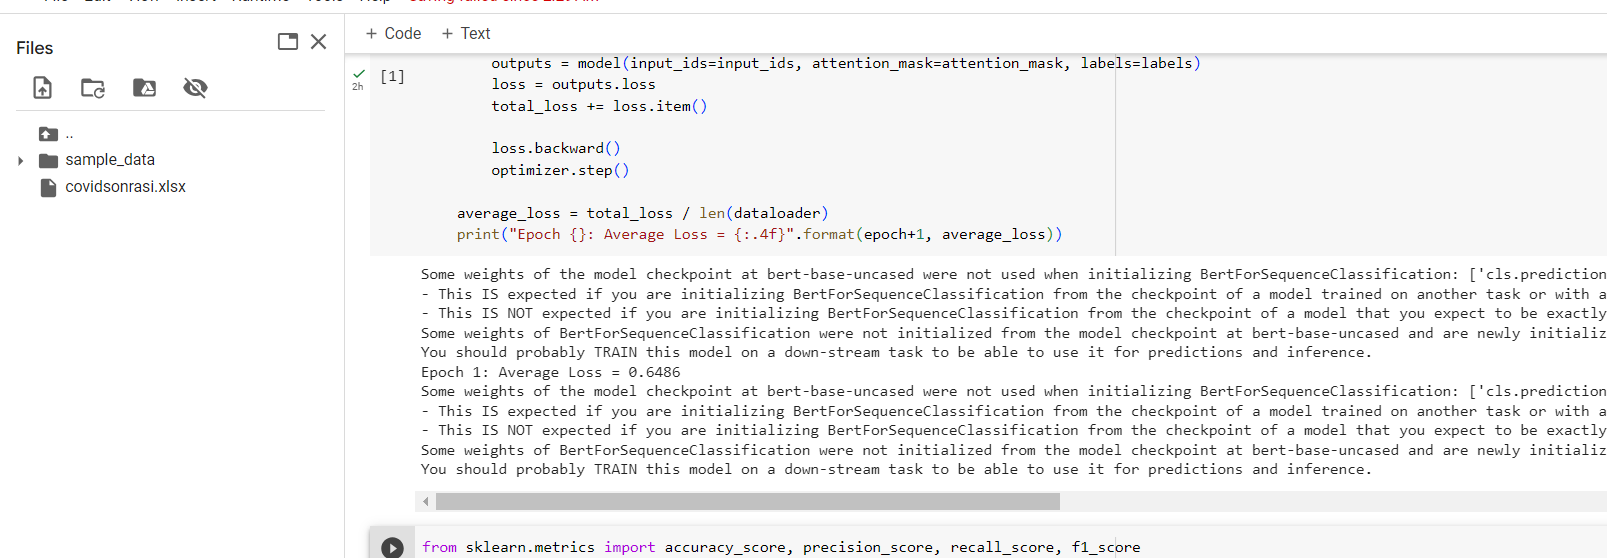 Files
+ Code + Text
[1]
2h
outputs = model(input_ids=input_ids, attention_mask=attention_mask, labels=labels)
loss = outputs.loss
total_loss += loss.item()
loss.backward()
optimizer.step()
average_loss = total_loss / len(dataloader)
print("Epoch {}: Average Loss = {:.4f}".format(epoch+1, average_loss))
..
sample_data
covidsonrasi.xlsx
Some weights of the model checkpoint at bert-base-uncased were not used when initializing BertForSequenceClassification: ['cls.prediction
- This IS expected if you are initializing BertForSequenceClassification from the checkpoint of a model trained on another task or with a
- This IS NOT expected if you are initializing BertForSequenceClassification from the checkpoint of a model that you expect to be exactly
Some weights of BertForSequenceClassification were not initialized from the model checkpoint at bert-base-uncased and are newly initializ
You should probably TRAIN this model on a down-stream task to be able to use it for predictions and inference.
Epoch 1: Average Loss = 0.6486
Some weights of the model checkpoint at bert-base-uncased were not used when initializing BertForSequenceClassification: ['cls.prediction
- This IS expected if you are initializing BertForSequenceClassification from the checkpoint of a model trained on another task or with a
- This IS NOT expected if you are initializing BertForSequenceClassification from the checkpoint of a model that you expect to be exactly
Some weights of BertForSequenceClassification were not initialized from the model checkpoint at bert-base-uncased and are newly initializ
You should probably TRAIN this model on a down-stream task to be able to use it for predictions and inference.
from sklearn.metrics import accuracy_score, precision_score, recall_score, f1_score